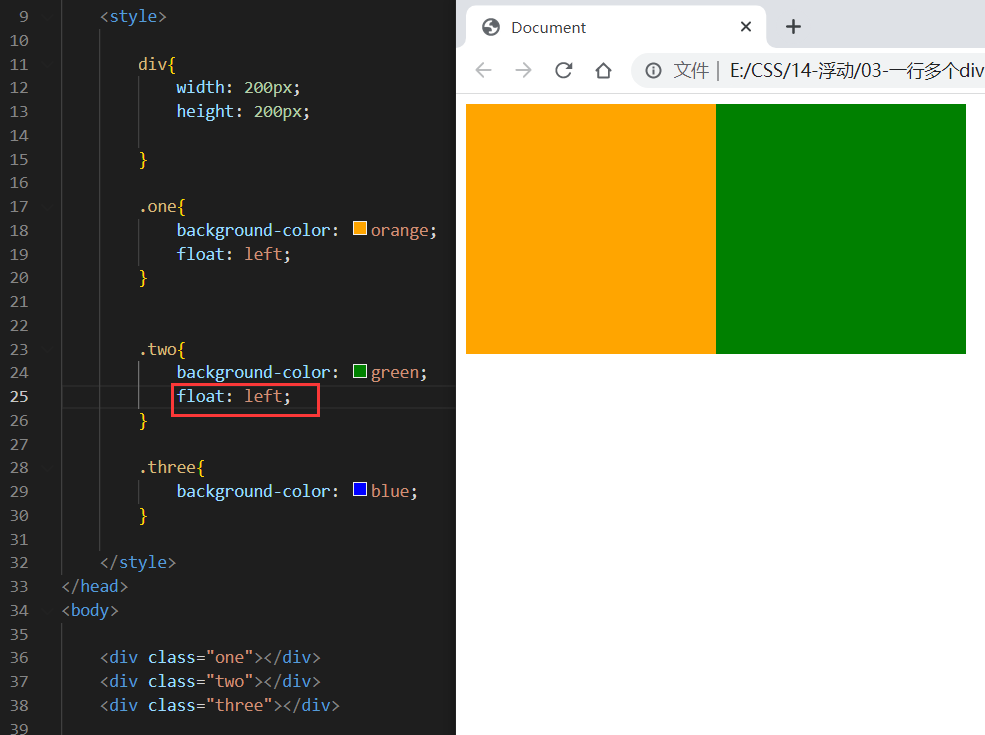 9 <style>
10
11 div{
12 width: 200px;
13 height: 200px;
14
15 }
16
17 .one{
18 background-color: orange;
19 float: left;
20 }
21
22
23 .two{
24 background-color: green;
25 float: left;
26 }
27
28 .three{
29 background-color: blue;
30 }
31
32 </style>
33 </head>
34 <body>
35
36 <div class="one"></div>
37 <div class="two"></div>
38 <div class="three"></div>
39
Document
文件 | E:/CSS/14-浮动/03-一行多个div